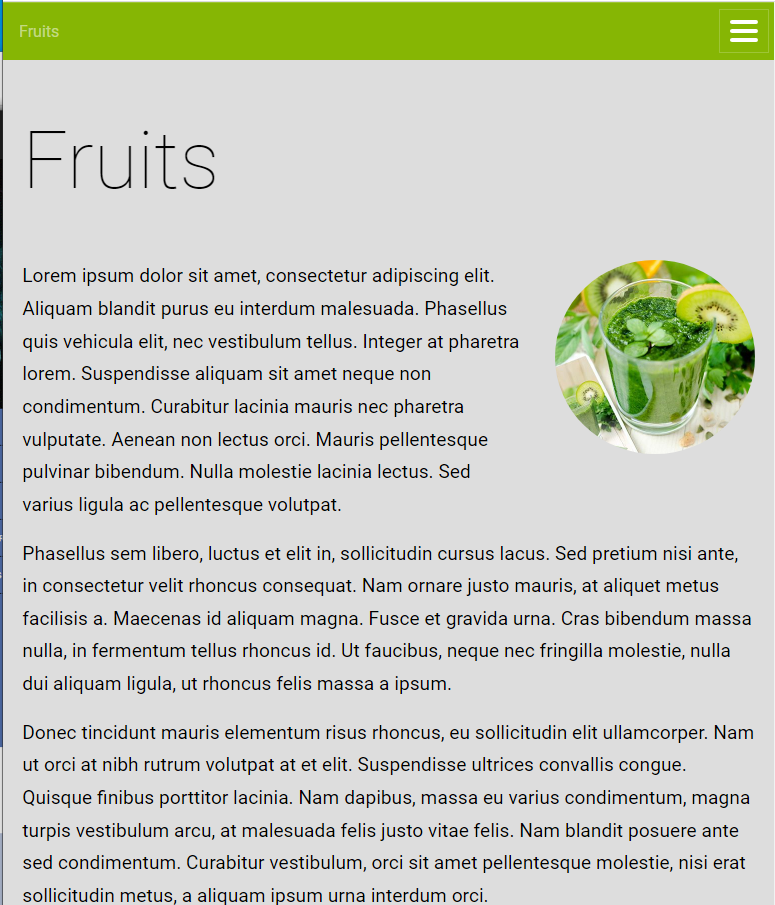 Fruits
Fruits
Lorem ipsum dolor sit amet, consectetur adipiscing elit.
Aliquam blandit purus eu interdum malesuada. Phasellus
quis vehicula elit, nec vestibulum tellus. Integer at pharetra
lorem. Suspendisse aliquam sit amet neque non
condimentum. Curabitur lacinia mauris nec pharetra
vulputate. Aenean non lectus orci. Mauris pellentesque
pulvinar bibendum. Nulla molestie lacinia lectus. Sed
varius ligula ac pellentesque volutpat.
Phasellus sem libero, luctus et elit in, sollicitudin cursus lacus. Sed pretium nisi ante,
in consectetur velit rhoncus consequat. Nam ornare justo mauris, at aliquet metus
facilisis a. Maecenas id aliquam magna. Fusce et gravida urna. Cras bibendum massa
nulla, in fermentum tellus rhoncus id. Ut faucibus, neque nec fringilla molestie, nulla
dui aliquam ligula, ut rhoncus felis massa a ipsum.
Donec tincidunt mauris elementum risus rhoncus, eu sollicitudin elit ullamcorper. Nam
ut orci at nibh rutrum volutpat at et elit. Suspendisse ultrices convallis congue.
Quisque finibus porttitor lacinia. Nam dapibus, massa eu varius condimentum, magna
turpis vestibulum arcu, at malesuada felis justo vitae felis. Nam blandit posuere ante
sed condimentum. Curabitur vestibulum, orci sit amet pellentesque molestie, nisi erat
sollicitudin metus, a aliquam ipsum urna interdum orci.